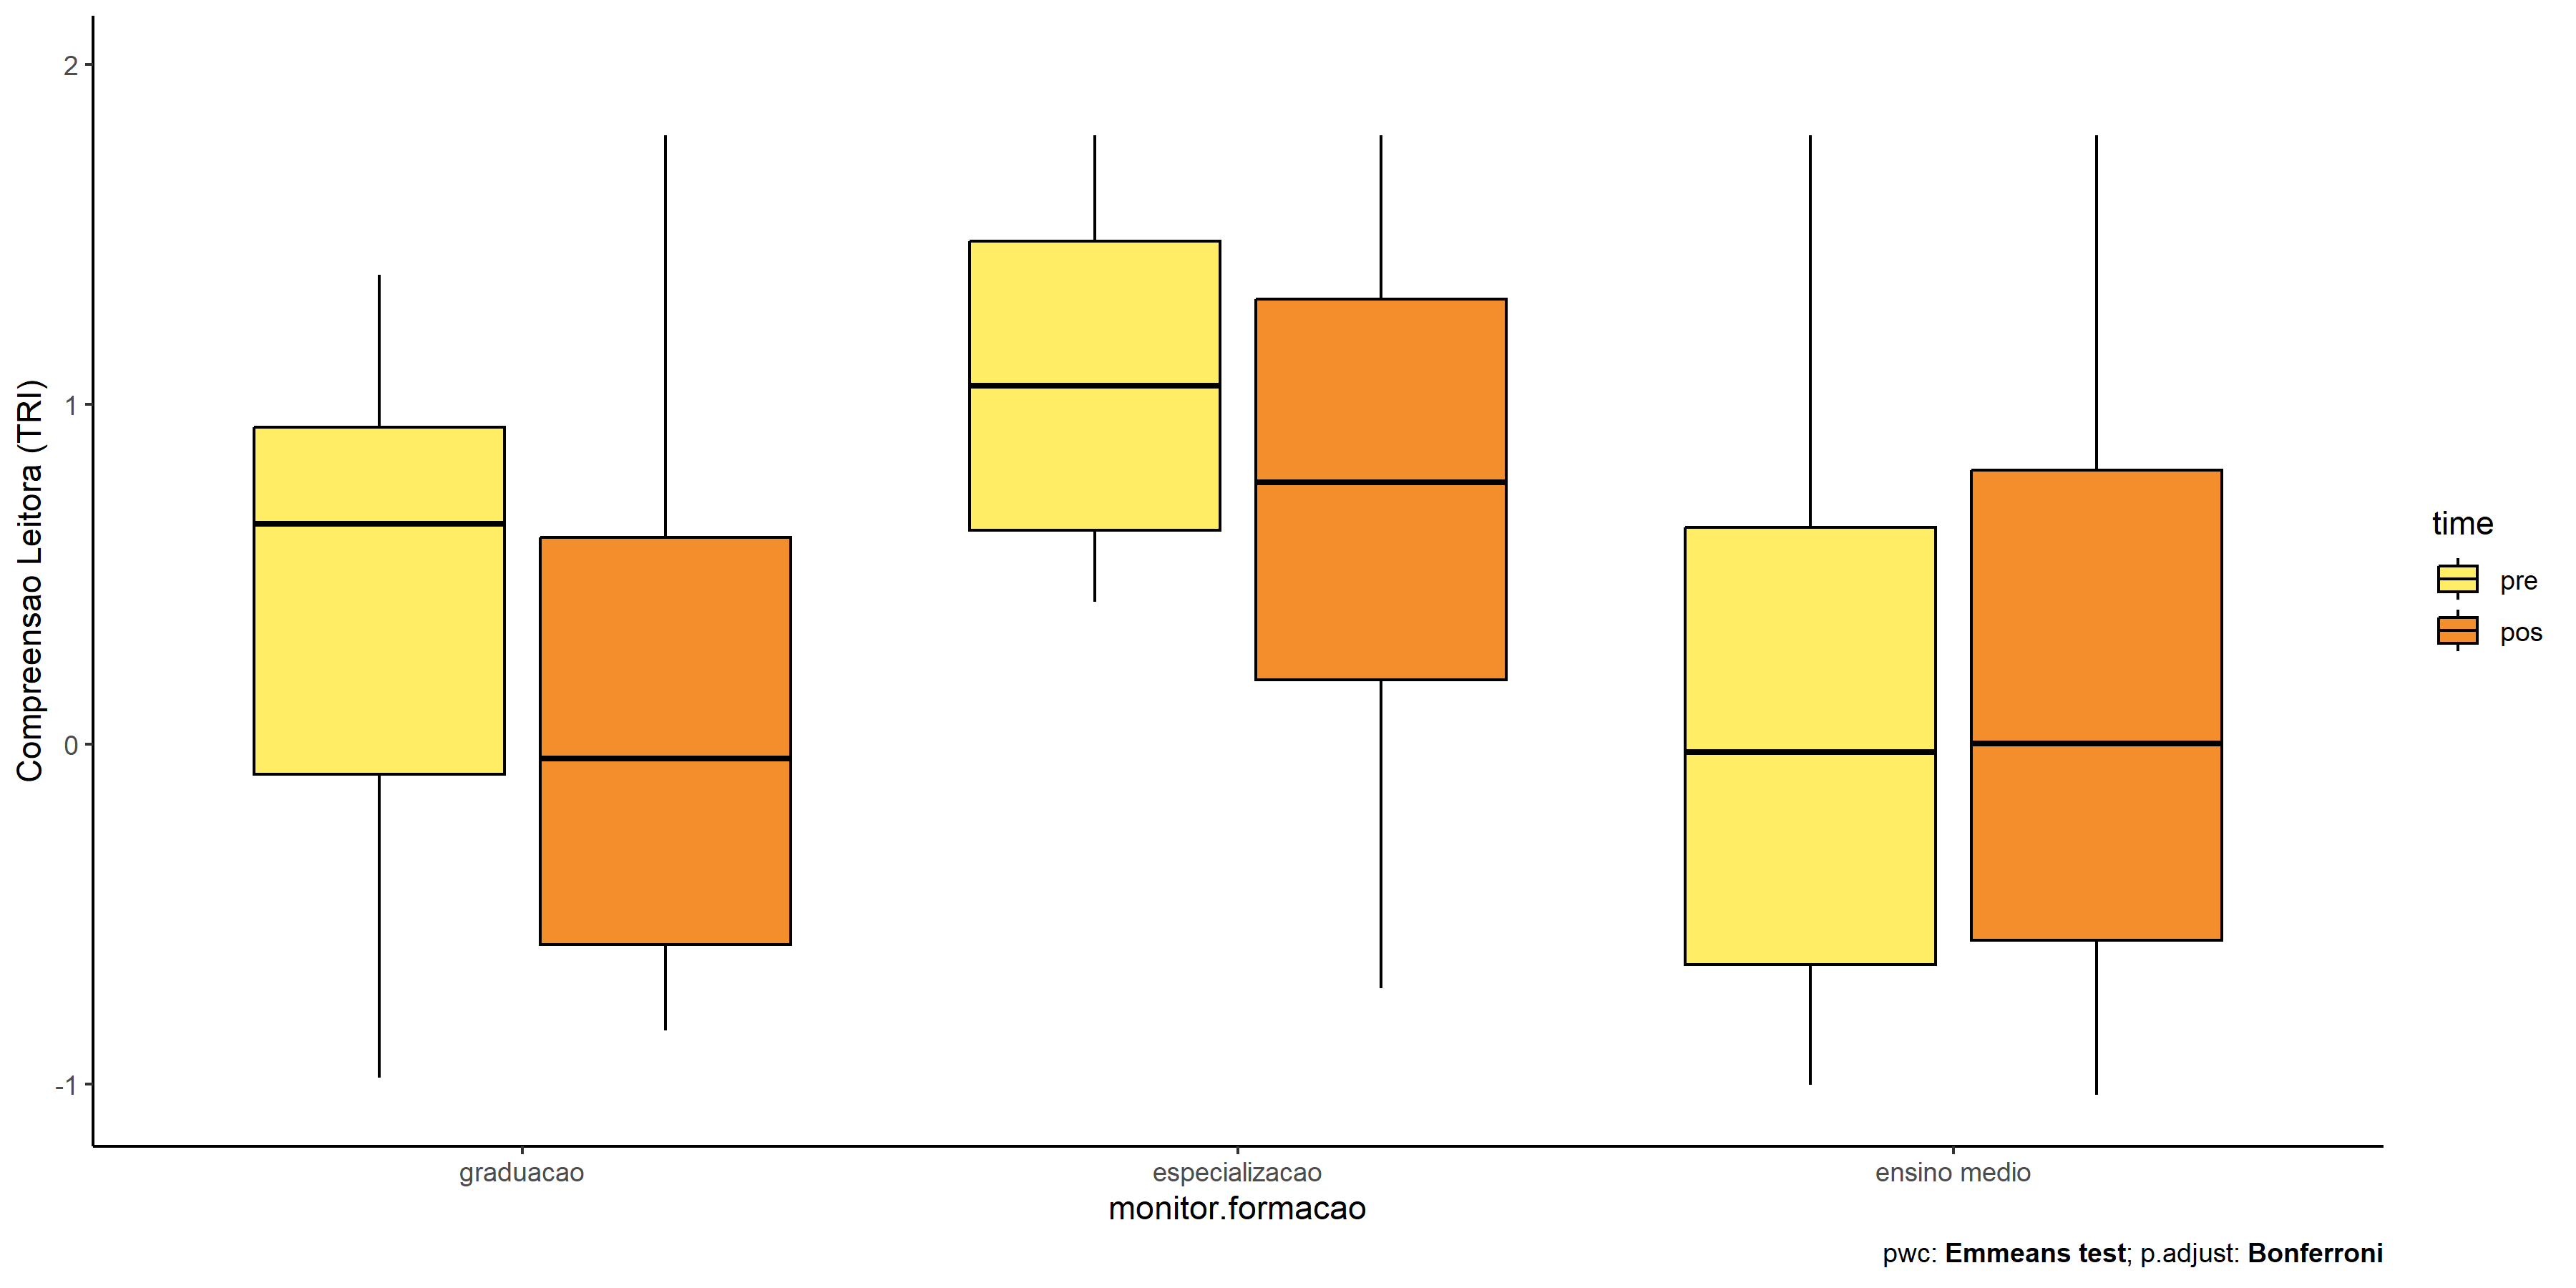 Compreensao Leitora (TRI)
2
1
0
-1
graduacao
especializacao
ensino medio
monitor.formacao
time
pre
pos
pwc: Emmeans test; p.adjust: Bonferroni